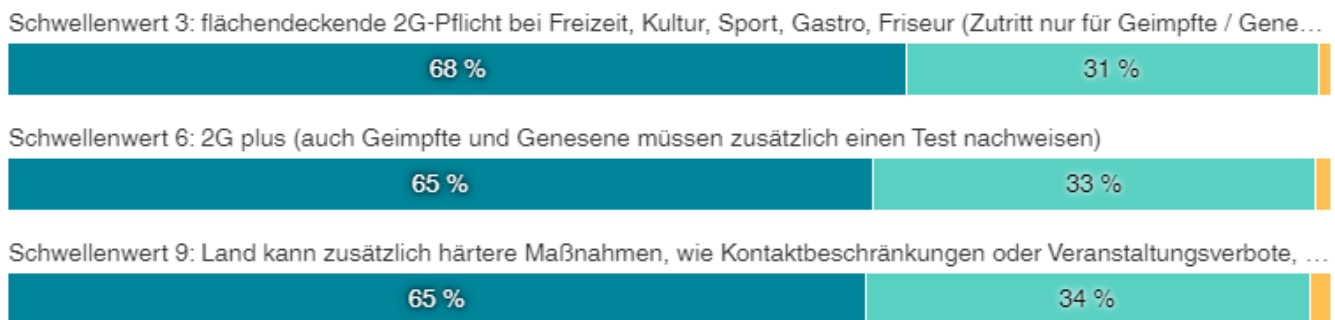 Schwellenwert 3: flächendeckende 2G-Pflicht bei Freizeit, Kultur, Sport, Gastro, Friseur (Zutritt nur für Geimpfte / Gene...
68 %
31 %
Schwellenwert 6: 2G plus (auch Geimpfte und Genesene müssen zusätzlich einen Test nachweisen)
65 %
33 %
Schwellenwert 9: Land kann zusätzlich härtere Maßnahmen, wie Kontaktbeschränkungen oder Veranstaltungsverbote, ...
65 %
34 %